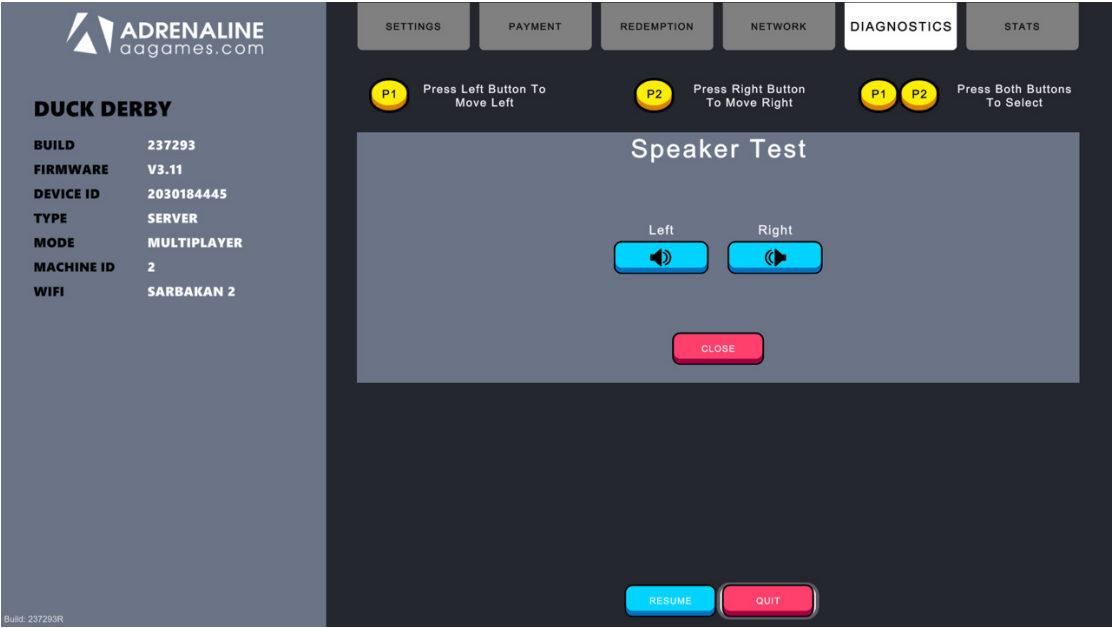 ADRENALINE
aagames.com
SETTINGS
PAYMENT
REDEMPTION
NETWORK
DIAGNOSTICS
STATS
P1
Press Left Button To
Move Left
P2
Press Right Button
To Move Right
P1 P2
Press Both Buttons
To Select
DUCK DERBY
BUILD 237293
FIRMWARE V3.11
DEVICE ID 2030184445
TYPE SERVER
MODE MULTIPLAYER
MACHINE ID 2
WIFI SARBAKAN 2
Speaker Test
Left Right
CLOSE
RESUME QUIT
Build: 237293R